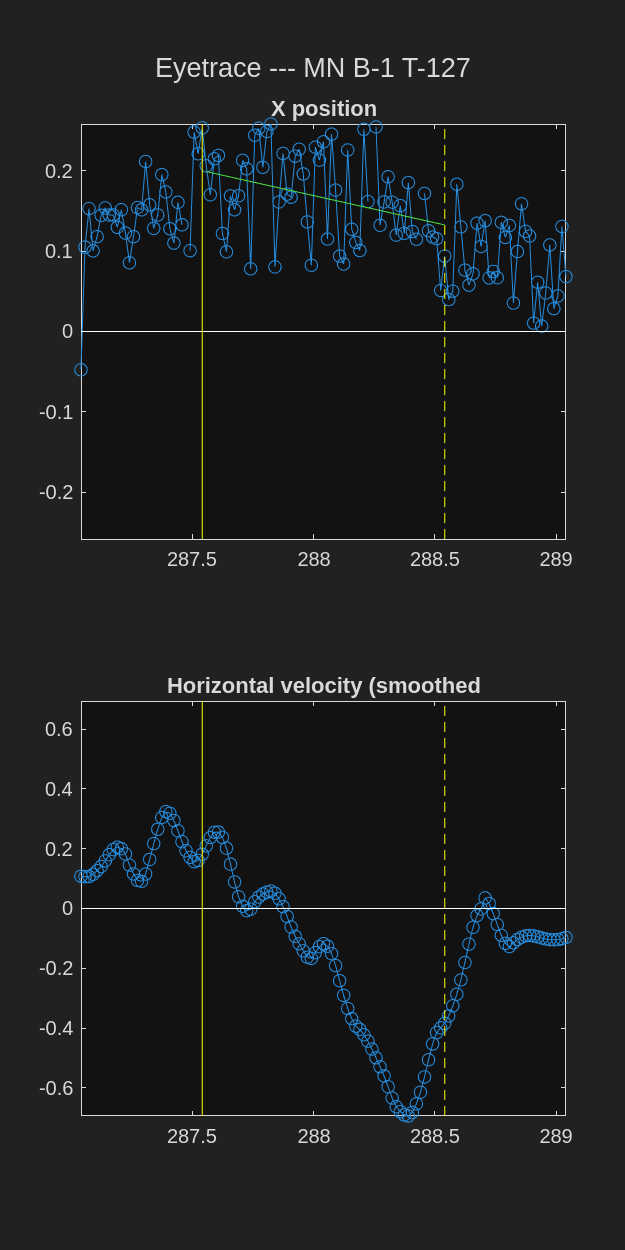 Eyetrace --- MN B-1 T-127
X position
0.2
0.1
0
-0.1
-0.2
287.5 288 288.5 289
Horizontal velocity (smoothed
0.6
0.4
0.2
0
-0.2
-0.4
-0.6
287.5 288 288.5 289